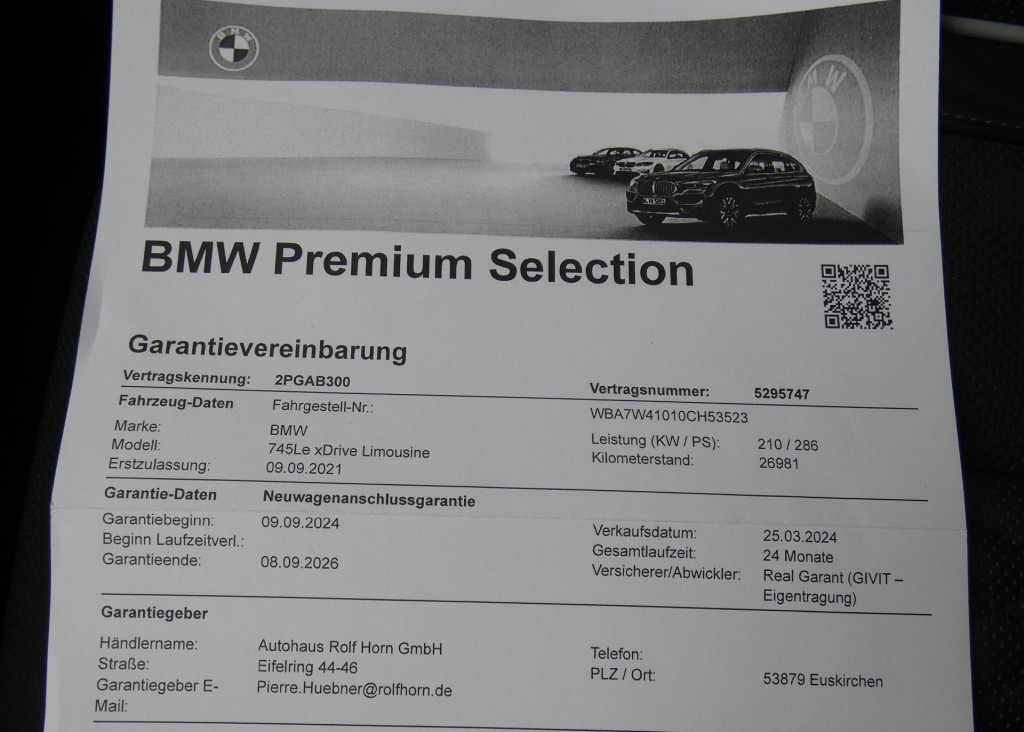 BMW
BMW
BMW Premium Selection
Garantievereinbarung
Vertragskennung: 2PGAB300 Vertragsnummer: 5295747
Fahrzeug-Daten Fahrgestell-Nr.: WBA7W41010CH53523
Marke: BMW Leistung (KW / PS): 210 / 286
Modell: 745Le xDrive Limousine Kilometerstand: 26981
Erstzulassung: 09.09.2021
Garantie-Daten Neuwagenanschlussgarantie
Garantiebeginn: 09.09.2024 Verkaufsdatum: 25.03.2024
Beginn Laufzeitverl.: Gesamtlaufzeit: 24 Monate
Garantieende: 08.09.2026 Versicherer/Abwickler: Real Garant (GIVIT –
Eigentragung)
Garantiegeber
Händlername: Autohaus Rolf Horn GmbH Telefon:
Straße: Eifelring 44-46 PLZ / Ort: 53879 Euskirchen
Garantiegeber E- Pierre.Huebner@rolfhorn.de
Mail: